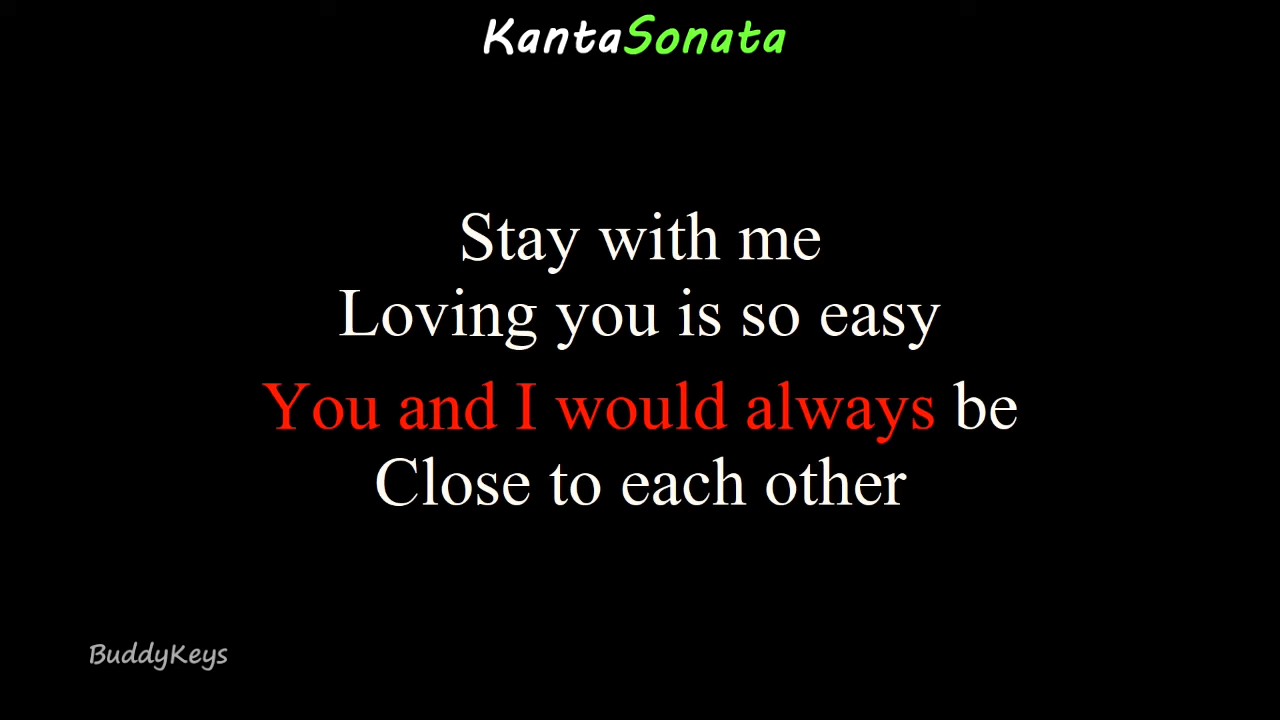 KantaSonata
Stay with me
Loving you is so easy
You and I would always be
Close to each other
BuddyKeys